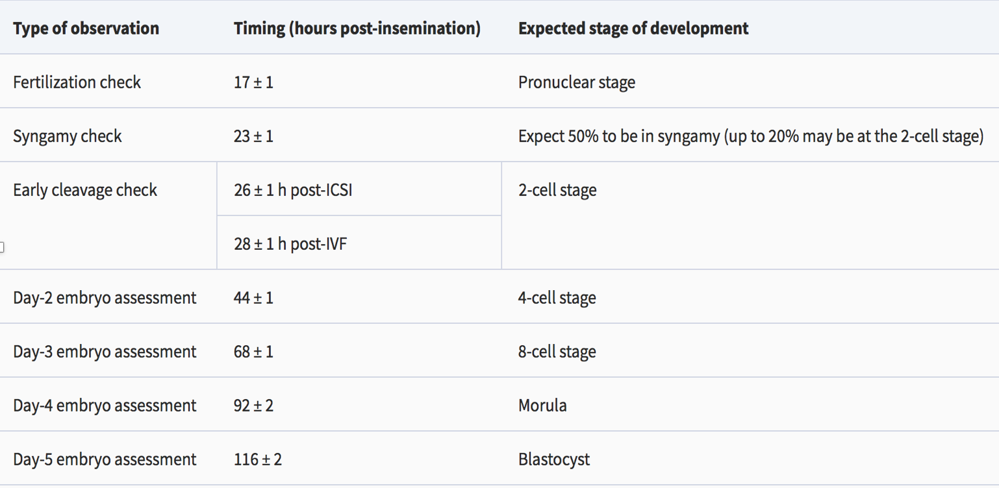 Type of observation Timing (hours post-insemination) Expected stage of development
Fertilization check 17 ± 1 Pronuclear stage
Syngamy check 23 ± 1 Expect 50% to be in syngamy (up to 20% may be at the 2-cell stage)
Early cleavage check 26 ± 1 h post-ICSI 2-cell stage
28 ± 1 h post-IVF
Day-2 embryo assessment 44 ± 1 4-cell stage
Day-3 embryo assessment 68 ± 1 8-cell stage
Day-4 embryo assessment 92 ± 2 Morula
Day-5 embryo assessment 116 ± 2 Blastocyst